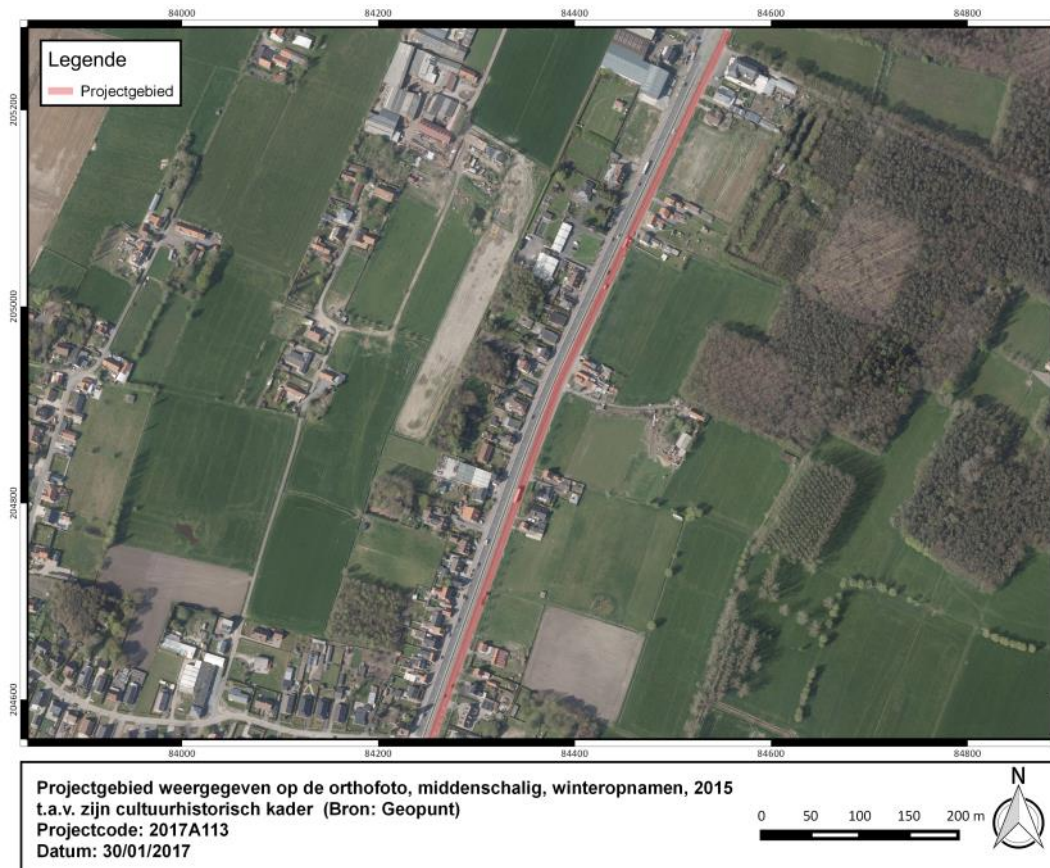 84000 84200 84400 84600 84800
Legende
Projectgebied
205200
205000
204800
204600
84000 84200 84400 84600 84800
Projectgebied weergegeven op de orthofoto, middenschalig, winteropnamen, 2015
t.a.v. zijn cultuurhistorisch kader (Bron: Geopunt)
Projectcode: 2017A113
Datum: 30/01/2017
0 50 100 150 200 m
N